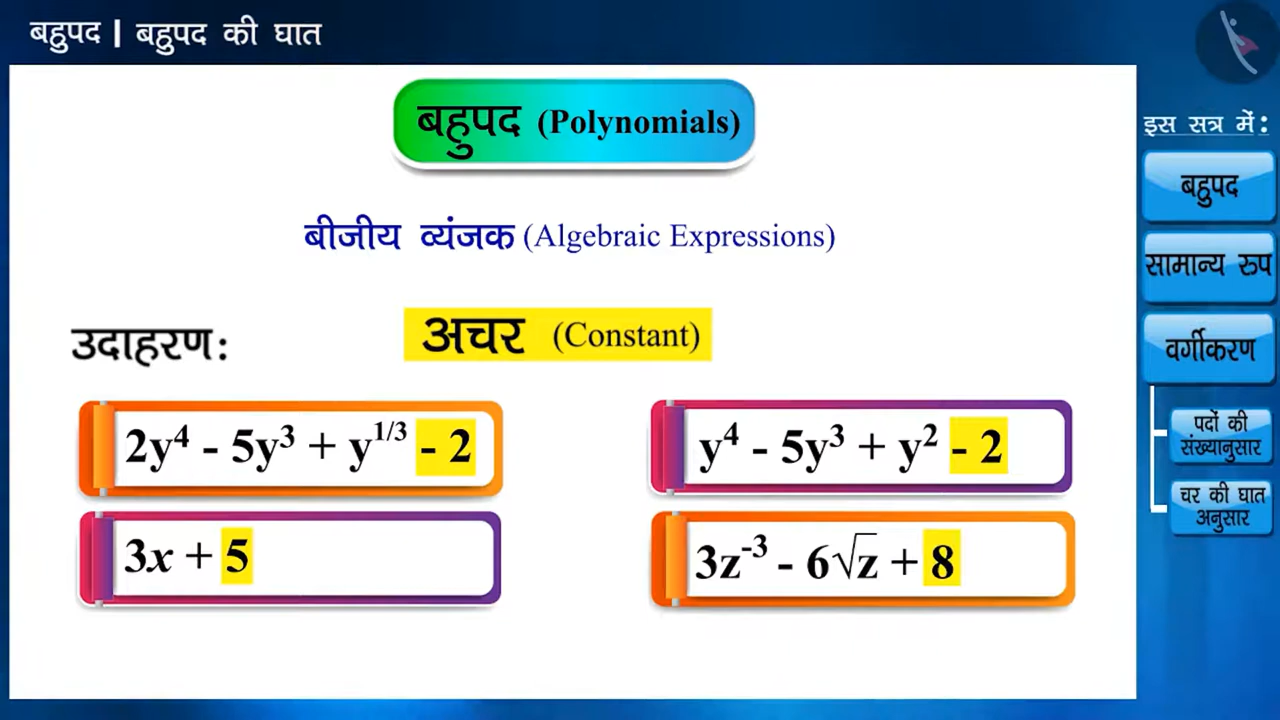 बहुपद | बहुपद की घात
बहुपद (Polynomials)
बीजीय व्यंजक (Algebraic Expressions)
उदाहरण: अचर (Constant)
2y⁴ - 5y³ + y¹/³ - 2
y⁴ - 5y³ + y² - 2
3x + 5
3z⁻³ - 6√z + 8
इस सत्र में:
बहुपद
सामान्य रुप
वर्गीकरण
पदों की
संख्यानुसार
चर की घात
अनुसार